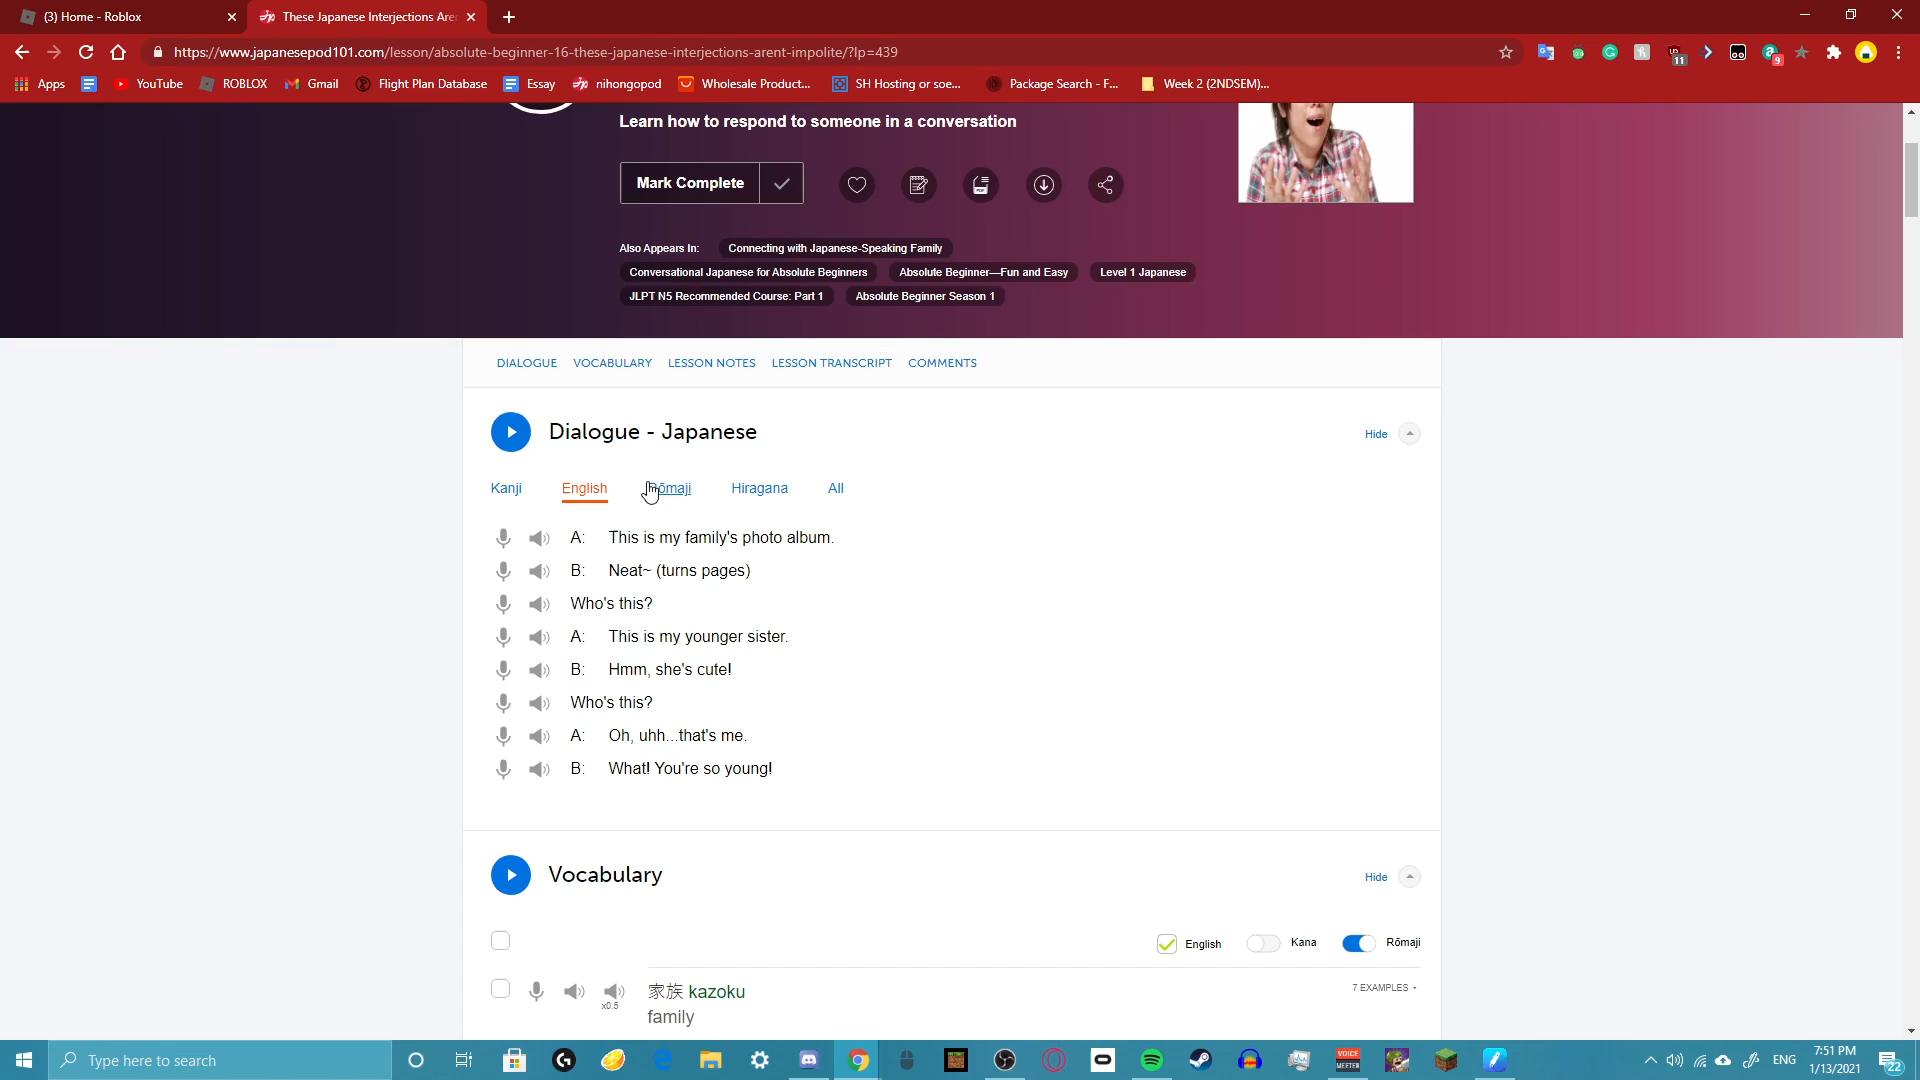 (3) Home - Roblox
These Japanese Interjections Are
https://www.japanesepod101.com/lesson/absolute-beginner-16-these-japanese-interjections-arent-impolite/?lp=439
11
9
Apps
YouTube
ROBLOX
Gmail
Flight Plan Database
Essay
nihongopod
Wholesale Product...
SH Hosting or soe...
Package Search - F...
Week 2 (2NDSEM)...
Learn how to respond to someone in a conversation
Mark Complete
Also Appears In: Connecting with Japanese-Speaking Family
Conversational Japanese for Absolute Beginners Absolute Beginner—Fun and Easy Level 1 Japanese
JLPT N5 Recommended Course: Part 1 Absolute Beginner Season 1
DIALOGUE VOCABULARY LESSON NOTES LESSON TRANSCRIPT COMMENTS
Dialogue - Japanese
Hide
Kanji English Rōmaji Hiragana All
A: This is my family's photo album.
B: Neat~ (turns pages)
Who's this?
A: This is my younger sister.
B: Hmm, she's cute!
Who's this?
A: Oh, uhh...that's me.
B: What! You're so young!
Vocabulary
Hide
English Kana Rōmaji
x0.5
家族 kazoku
7 EXAMPLES
family
Type here to search
VOICE
MEETER
ENG
7:51 PM
1/13/2021
22